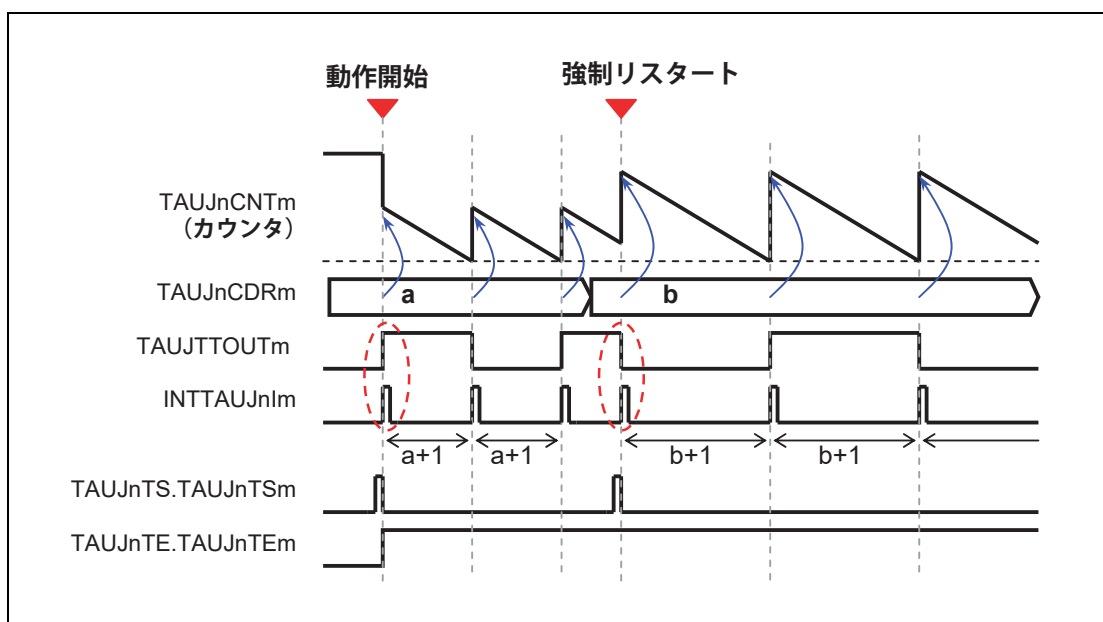 動作開始
強制リスタート
TAUJnCNTm
（カウンタ）
TAUJnCDRm
a
b
TAUJTTOUTm
INTTAUJnIm
a+1
a+1
b+1
b+1
TAUJnTS.TAUJnTSm
TAUJnTE.TAUJnTEm